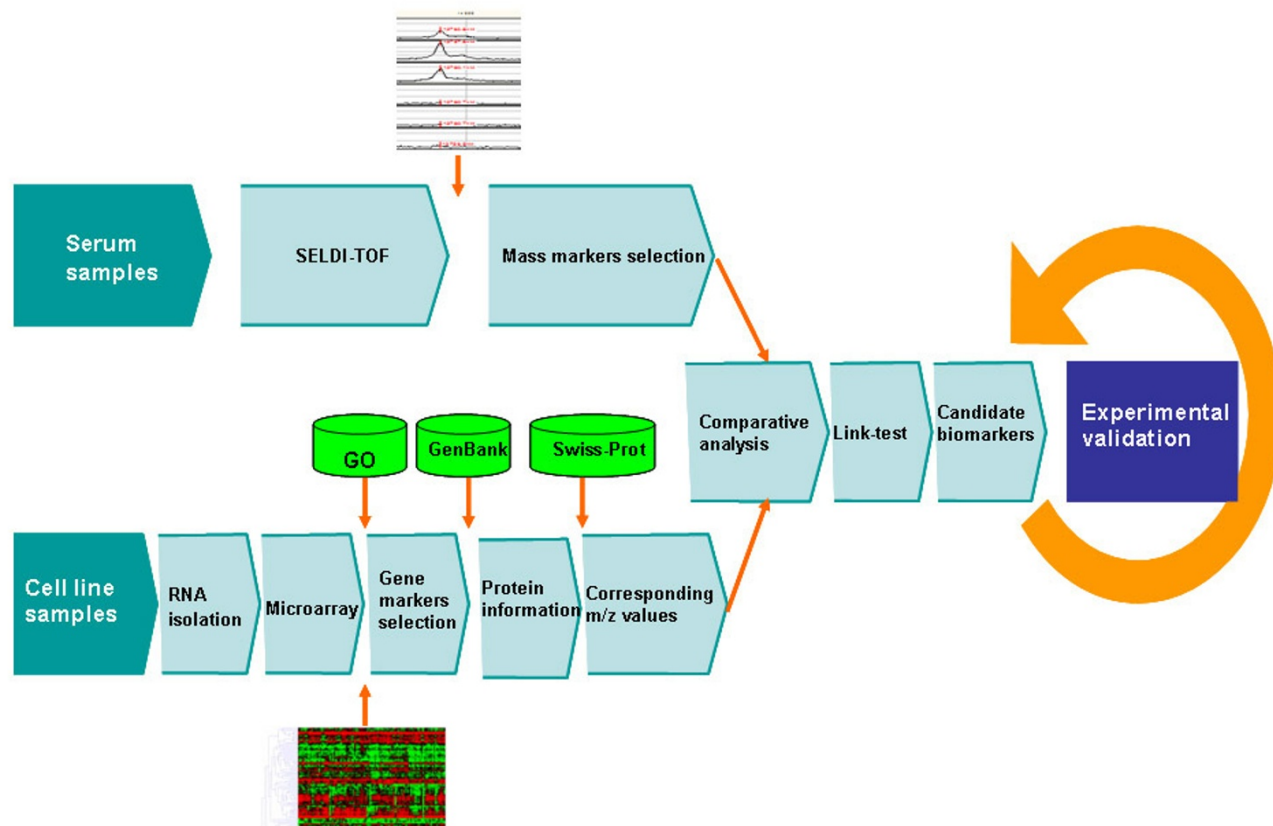 Serum
samples
SELDI-TOF
Mass markers selection
GO
GenBank
Swiss-Prot
Comparative
analysis
Link-test
Candidate
biomarkers
Experimental
validation
Cell line
samples
RNA
isolation
Microarray
Gene
markers
selection
Protein
information
Corresponding
m/z values